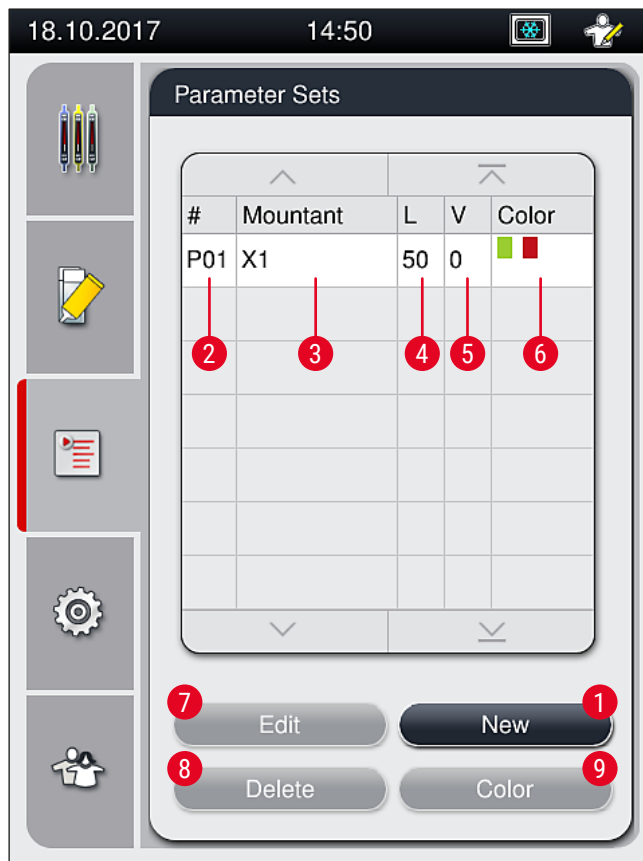 18.10.2017 14:50
Parameter Sets
# Mountant L V Color
P01 X1 50 0
2 3 4 5 6
7 1
Edit New
8 9
Delete Color